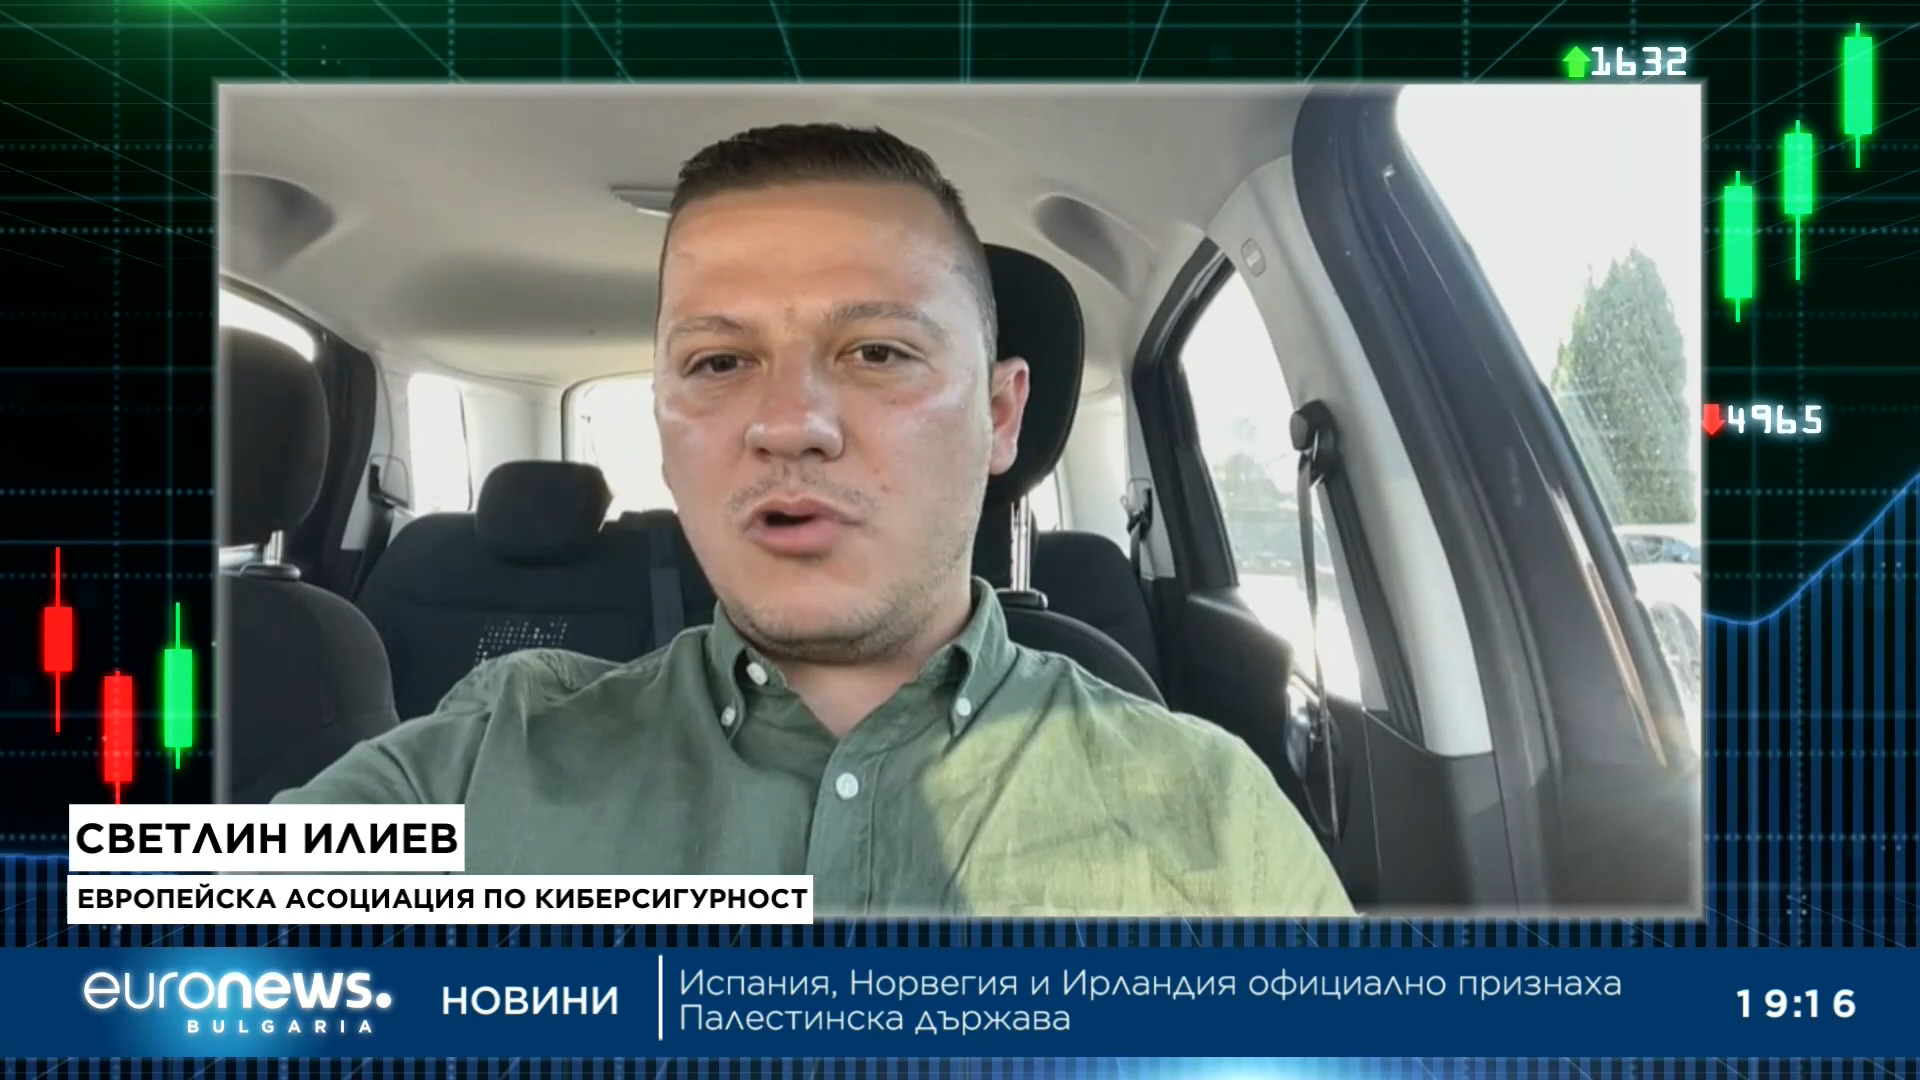 1632
4965
СВЕТЛИН ИЛИЕВ
ЕВРОПЕЙСКА АСОЦИАЦИЯ ПО КИБЕРСИГУРНОСТ
euronews.
BULGARIA
НОВИНИ
Испания, Норвегия и Ирландия официално признаха
Палестинска държава
19:16